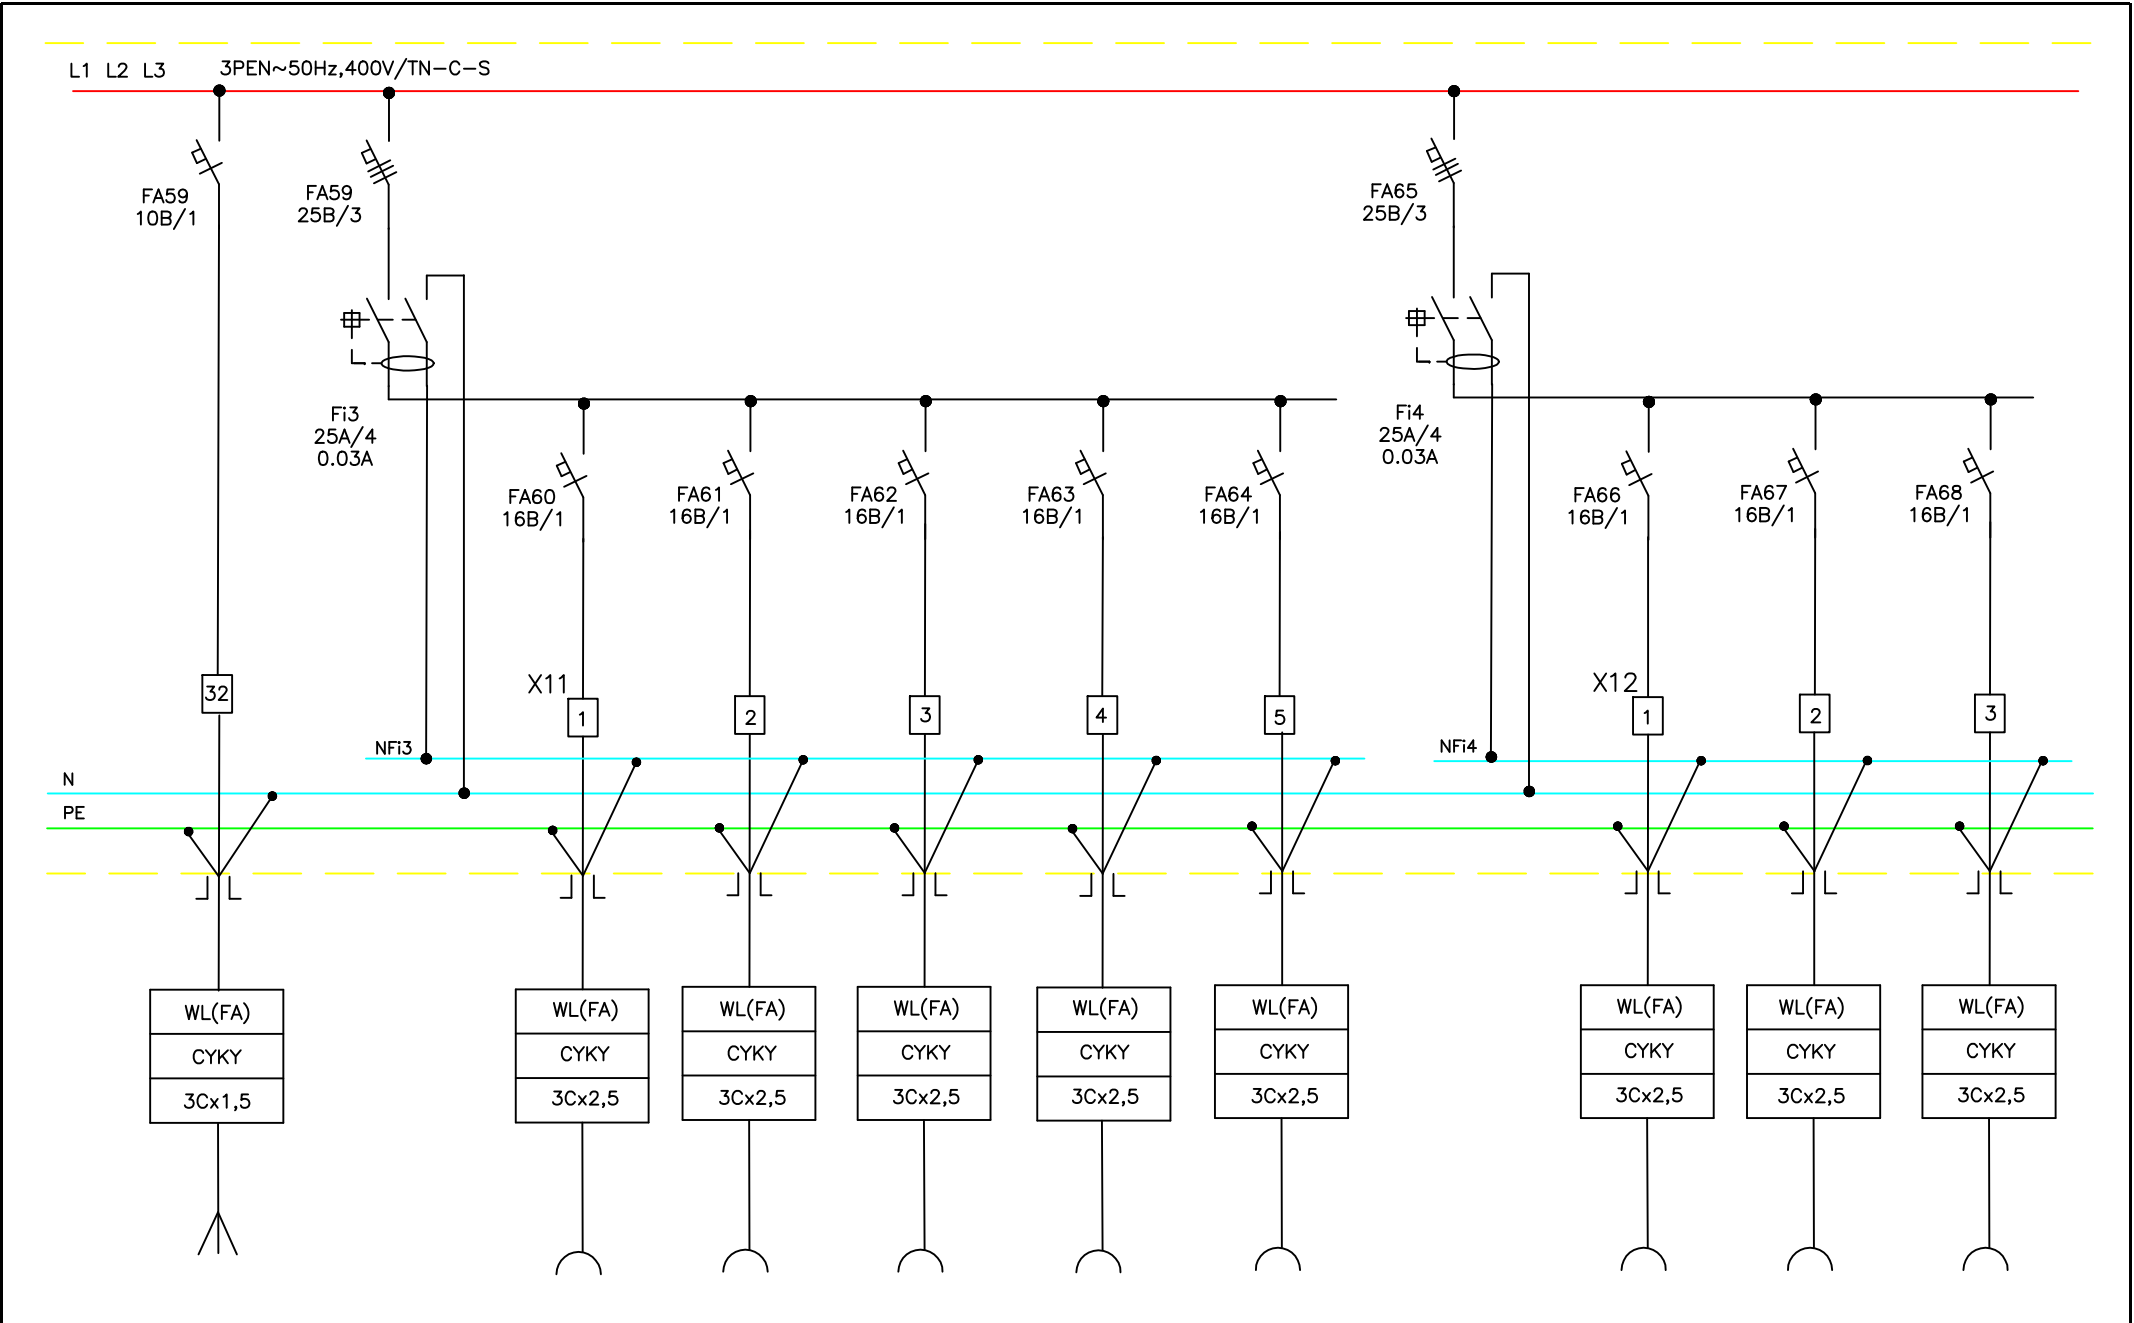 L1 L2 L3 3PEN~50Hz,400V/TN-C-S
FA59
10B/1
FA59
25B/3
FA65
25B/3
Fi3
25A/4
0.03A
Fi4
25A/4
0.03A
FA60
16B/1
FA61
16B/1
FA62
16B/1
FA63
16B/1
FA64
16B/1
FA66
16B/1
FA67
16B/1
FA68
16B/1
32
X11
1
2
3
4
5
X12
1
2
3
NFi3
NFi4
N
PE
WL(FA)
CYKY
3Cx1,5
WL(FA)
CYKY
3Cx2,5
WL(FA)
CYKY
3Cx2,5
WL(FA)
CYKY
3Cx2,5
WL(FA)
CYKY
3Cx2,5
WL(FA)
CYKY
3Cx2,5
WL(FA)
CYKY
3Cx2,5
WL(FA)
CYKY
3Cx2,5
WL(FA)
CYKY
3Cx2,5